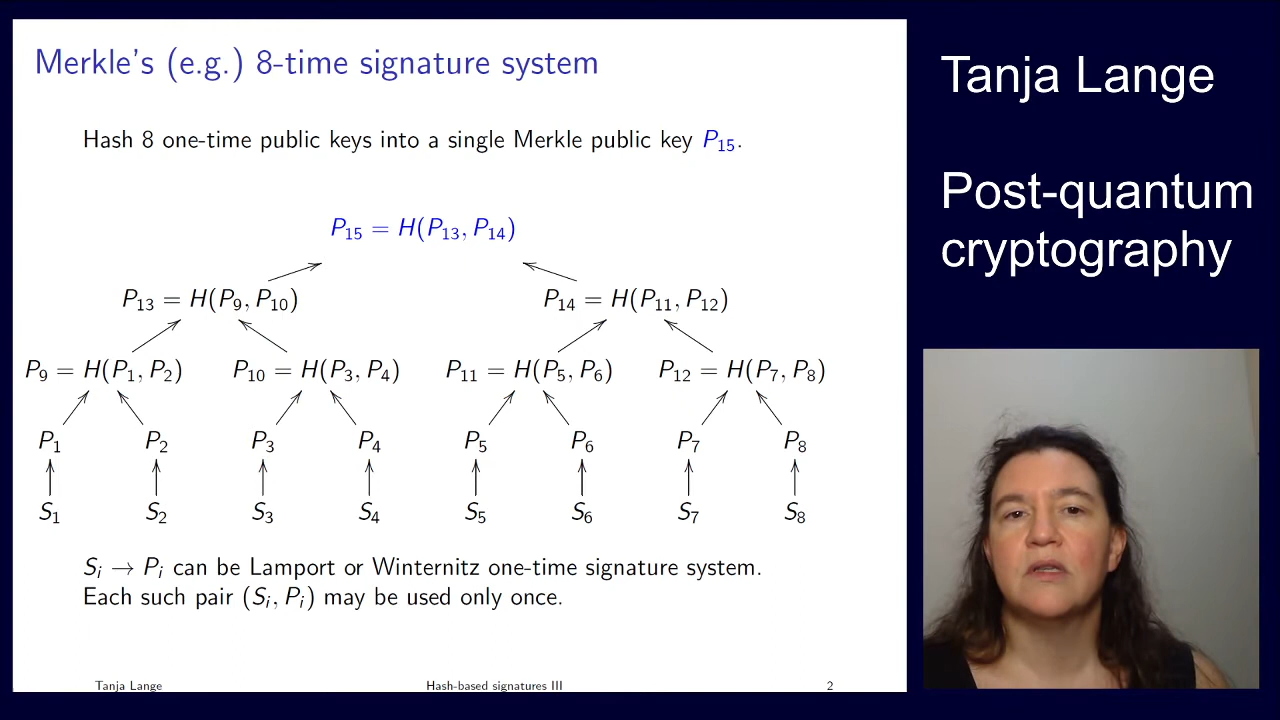 Merkle's (e.g.) 8-time signature system
Hash 8 one-time public keys into a single Merkle public key P₁₅.
P₁₅ = H(P₁₃, P₁₄)
P₁₃ = H(P₉, P₁₀) P₁₄ = H(P₁₁, P₁₂)
P₉ = H(P₁, P₂) P₁₀ = H(P₃, P₄) P₁₁ = H(P₅, P₆) P₁₂ = H(P₇, P₈)
P₁ P₂ P₃ P₄ P₅ P₆ P₇ P₈
S₁ S₂ S₃ S₄ S₅ S₆ S₇ S₈
Sᵢ → Pᵢ can be Lamport or Winternitz one-time signature system.
Each such pair (Sᵢ, Pᵢ) may be used only once.
Tanja Lange Hash-based signatures III 2
Tanja Lange
Post-quantum
cryptography